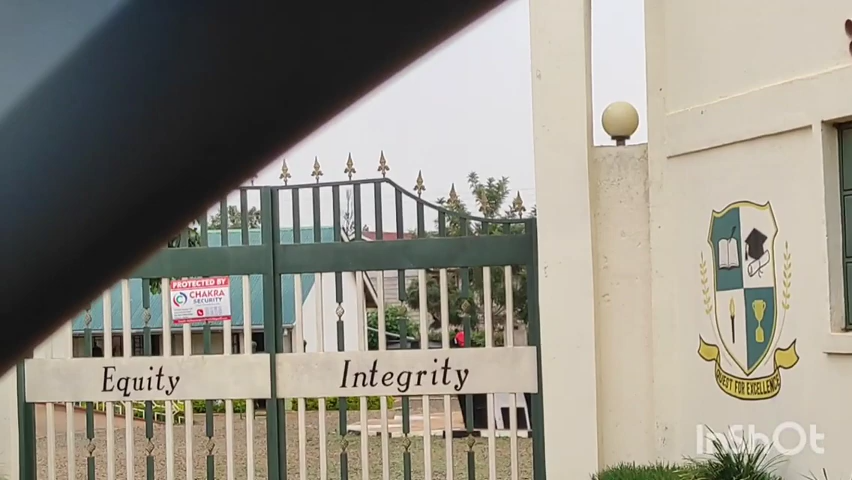 PROTECTED BY
CHAKRA
SECURITY
Equity
Integrity
QUEST FOR EXCELLENCE
InShOt